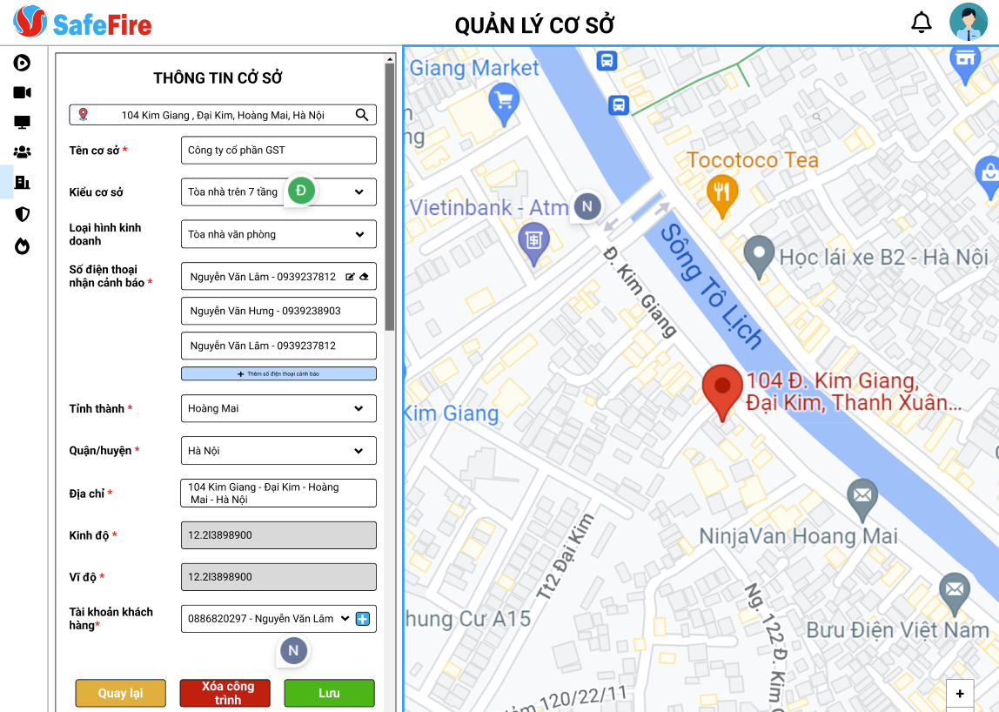 SafeFire
QUẢN LÝ CƠ SỞ
THÔNG TIN CỞ SỞ
104 Kim Giang , Đại Kim, Hoàng Mai, Hà Nội
Tên cơ sở *
Công ty cổ phần GST
Kiểu cơ sở
Tòa nhà trên 7 tầng
Đ
Loại hình kinh
doanh
Tòa nhà văn phòng
Số điện thoại
nhận cảnh báo *
Nguyễn Văn Lâm - 0939237812
Nguyễn Văn Hưng - 0939238903
Nguyễn Văn Lâm - 0939237812
+ Thêm số điện thoại cảnh báo
Tỉnh thành *
Hoàng Mai
Quận/huyện *
Hà Nội
Địa chỉ *
104 Kim Giang - Đại Kim - Hoàng
Mai - Hà Nội
Kinh độ *
12.2I3898900
Vĩ độ *
12.2I3898900
Tài khoản khách
hàng*
0886820297 - Nguyễn Văn Lâm
N
Quay lại
Xóa công
trình
Lưu
Giang Market
ng
Tocotoco Tea
Vietinbank - Atm
N
Học lái xe B2 - Hà Nội
Đ. Kim Giang
Sông Tô Lịch
104 Đ. Kim Giang,
Đại Kim, Thanh Xuân...
Kim Giang
NinjaVan Hoang Mai
Tt2 Đại Kim
hung Cư A15
Ng. 122 Đ. Kim G
Bưu Điện Việt Nam
120/22/11
+